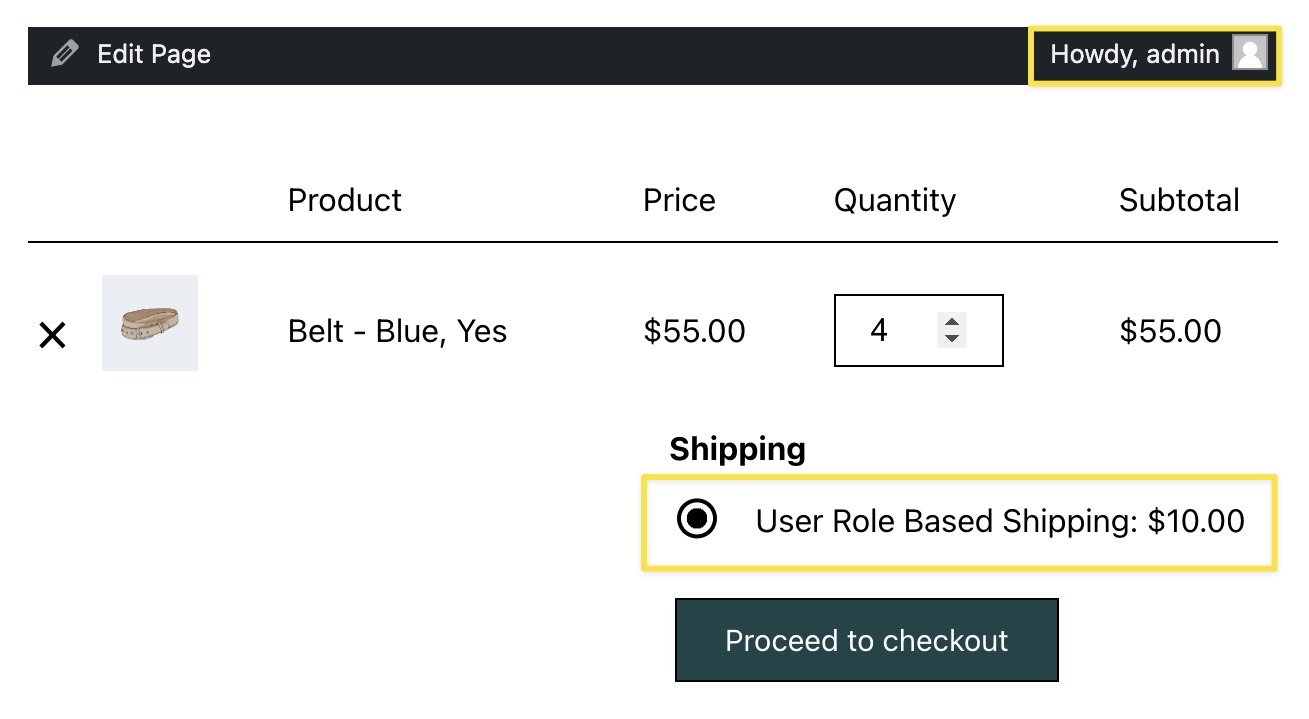 Edit Page Howdy, admin
Product Price Quantity Subtotal
Belt - Blue, Yes $55.00 4 $55.00
Shipping
User Role Based Shipping: $10.00
Proceed to checkout